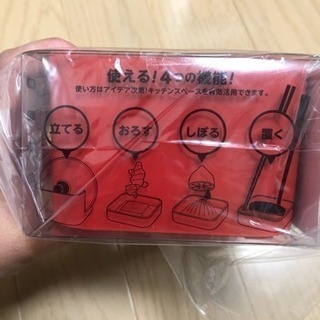 使える!4つの機能!
使い方はアイデア次第!キッチンスペースを有効活用できます。
立てる
おろす
しぼる
置く